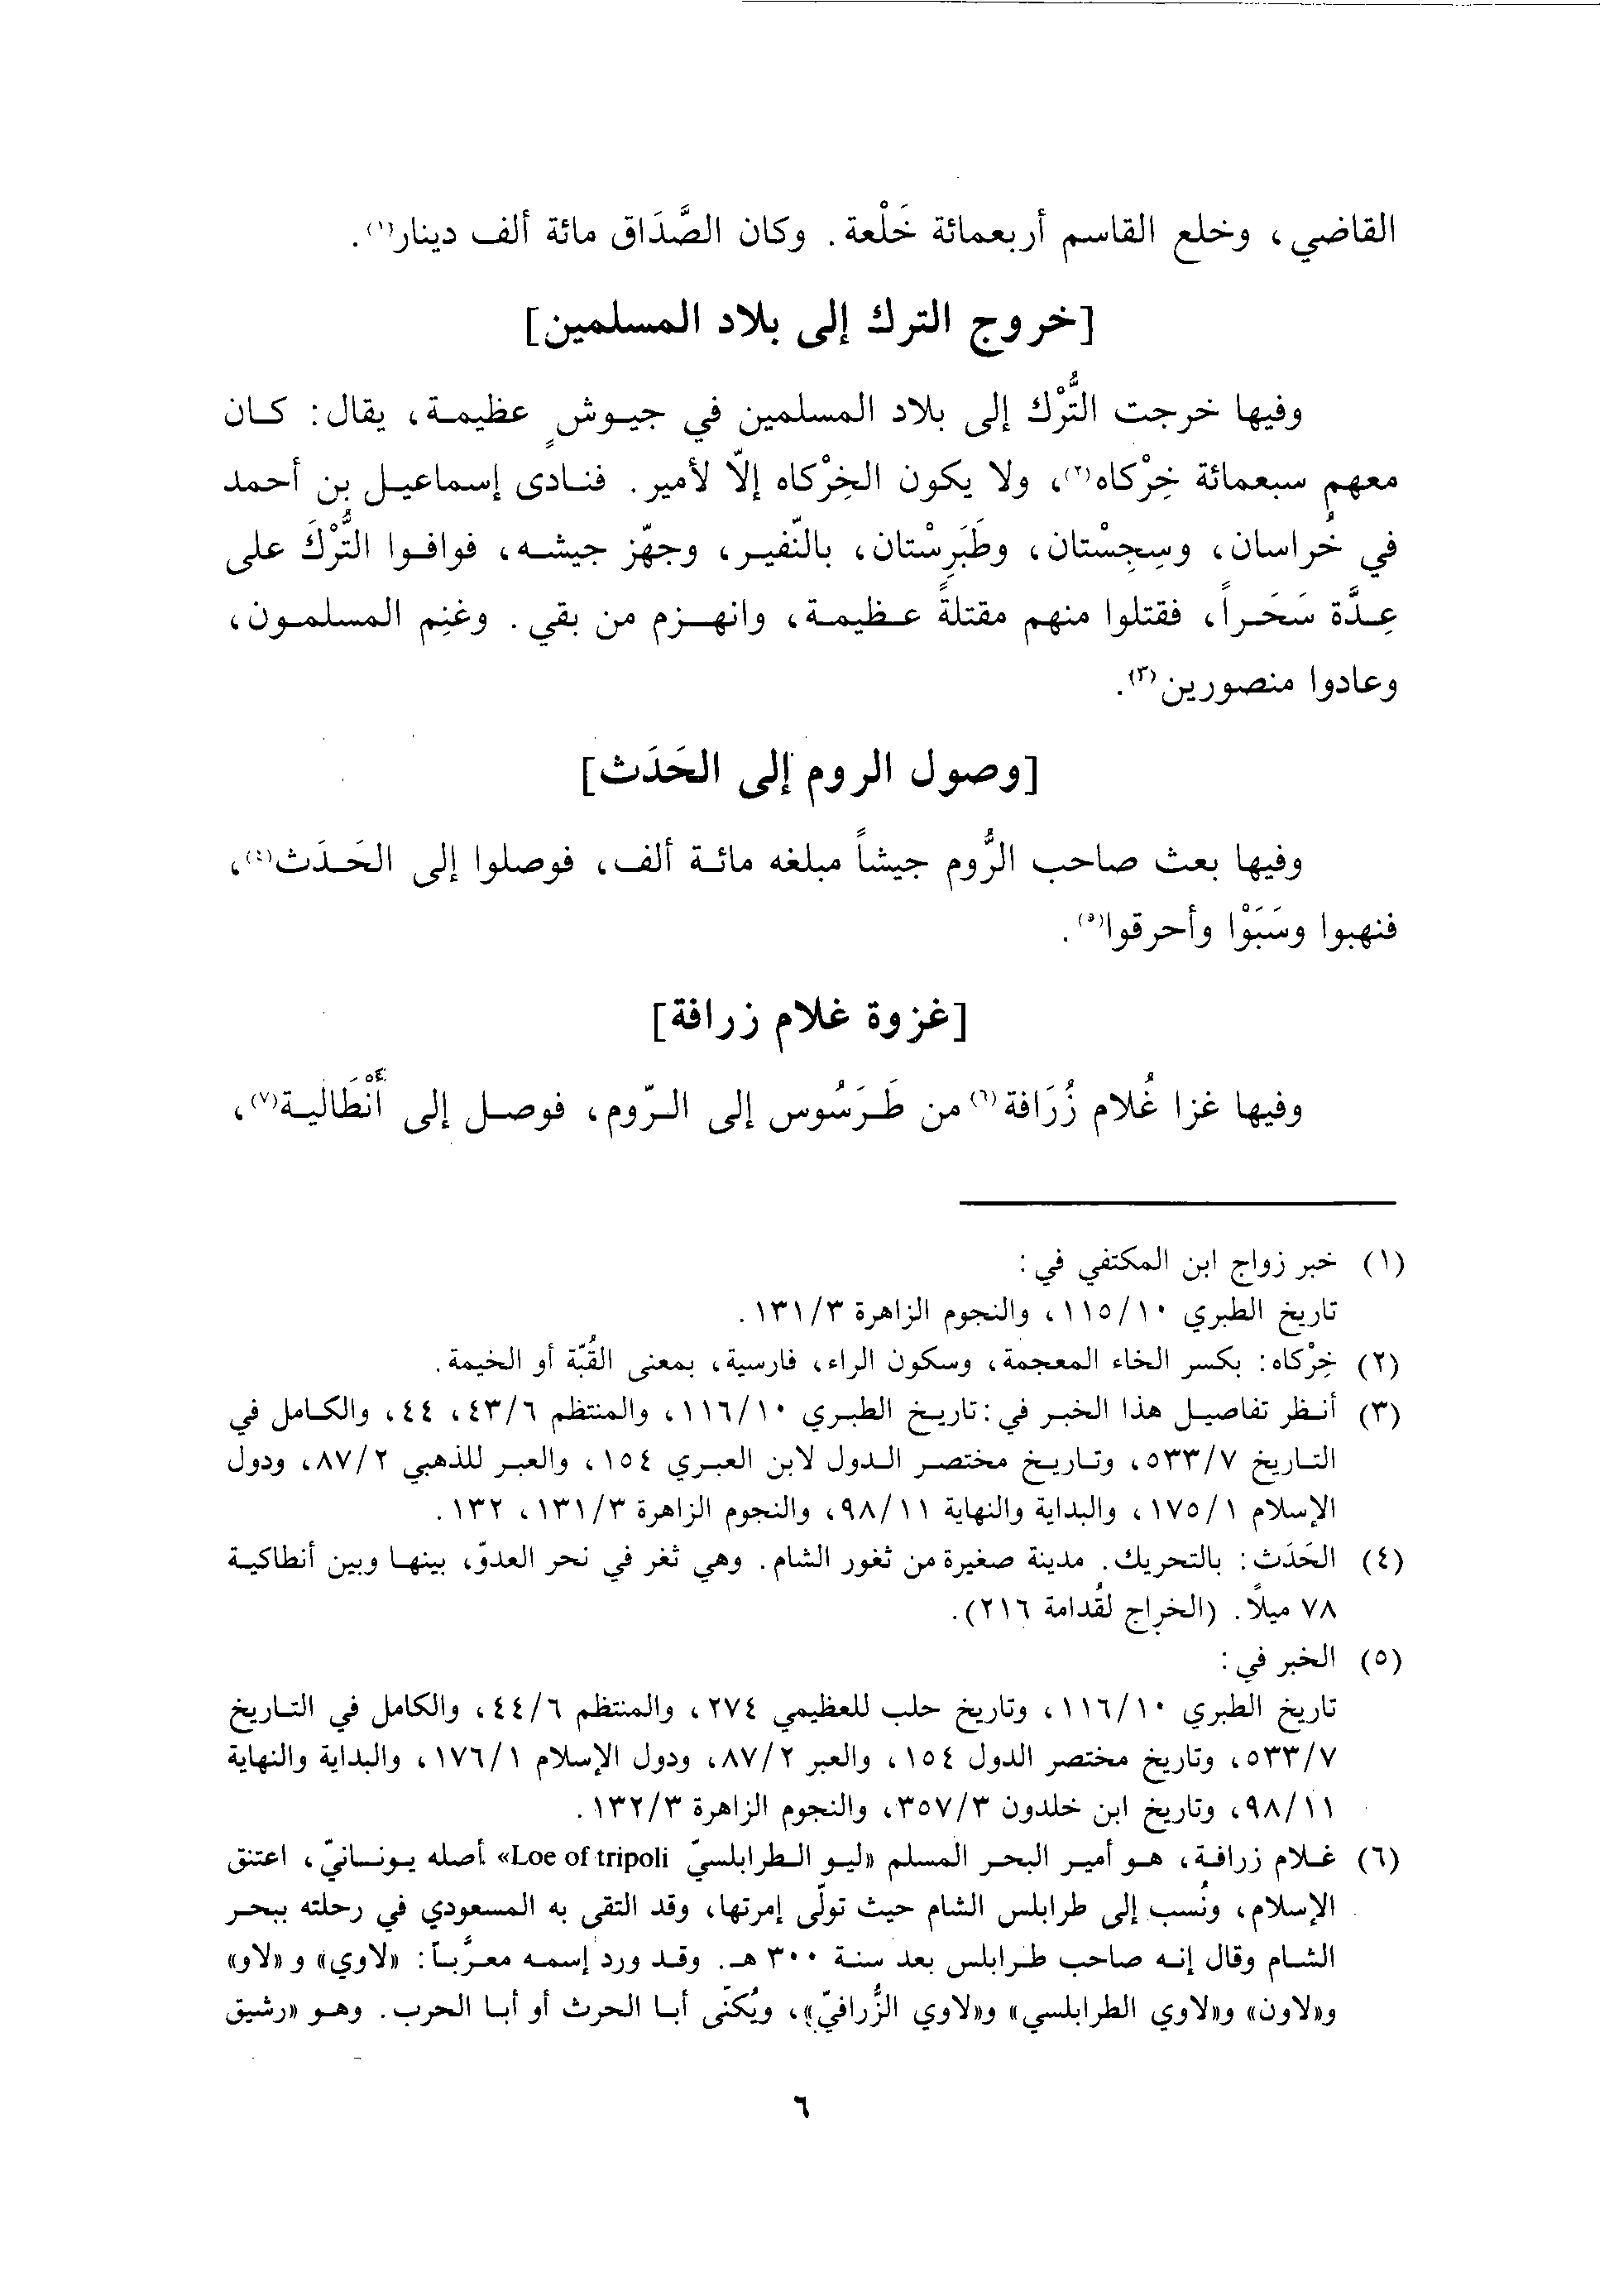 القاضي، وخلع القاسم أربعمائة خَلْعة. وكان الصَّدَاق مائة ألف دينار(١).
[خروج الترك إلى بلاد المسلمين]
وفيها خرجت التُّرْك إلى بلاد المسلمين في جيوشٍ عظيمة، يقال: كان
معهم سبعمائة خِرْكاه(٢)، ولا يكون الخِرْكاه إلّا لأمير. فنادى إسماعيل بن أحمد
في خُراسان، وسِجِسْتان، وطَبَرِسْتان، بالنّفير، وجهّز جيشه، فوافوا التُّرْكَ على
عِدَّة سَحَراً، فقتلوا منهم مقتلةً عظيمة، وانهزم من بقي. وغنِم المسلمون،
وعادوا منصورين(٣).
[وصول الروم إلى الحَدَث]
وفيها بعث صاحب الرُّوم جيشاً مبلغه مائة ألف، فوصلوا إلى الحَدَث(٤)،
فنهبوا وسَبَوْا وأحرقوا(٥).
[غزوة غلام زرافة]
وفيها غزا غُلام زُرَافة(٦) من طَرَسُوس إلى الرّوم، فوصل إلى أَنْطَالية(٧)،
(١) خبر زواج ابن المكتفي في:
تاريخ الطبري ١١٥/١٠، والنجوم الزاهرة ١٣١/٣.
(٢) خِرْكاه: بكسر الخاء المعجمة، وسكون الراء، فارسية، بمعنى القُبّة أو الخيمة.
(٣) أنظر تفاصيل هذا الخبر في: تاريخ الطبري ١١٦/١٠، والمنتظم ٤٣/٦، ٤٤، والكامل في
التاريخ ٥٣٣/٧، وتاريخ مختصر الدول لابن العبري ١٥٤، والعبر للذهبي ٨٧/٢، ودول
الإسلام ١٧٥/١، والبداية والنهاية ٩٨/١١، والنجوم الزاهرة ١٣١/٣، ١٣٢.
(٤) الحَدَث: بالتحريك. مدينة صغيرة من ثغور الشام. وهي ثغر في نحر العدوّ، بينها وبين أنطاكية
٧٨ ميلاً. (الخراج لقُدامة ٢١٦).
(٥) الخبر في:
تاريخ الطبري ١١٦/١٠، وتاريخ حلب للعظيمي ٢٧٤، والمنتظم ٤٤/٦، والكامل في التاريخ
٥٣٣/٧، وتاريخ مختصر الدول ١٥٤، والعبر ٨٧/٢، ودول الإسلام ١٧٦/١، والبداية والنهاية
٩٨/١١، وتاريخ ابن خلدون ٣٥٧/٣، والنجوم الزاهرة ١٣٢/٣.
(٦) غلام زرافة، هو أمير البحر المسلم «ليو الطرابلسيّ Loe of tripoli» أصله يونانيّ، اعتنق
الإسلام، ونُسب إلى طرابلس الشام حيث تولّى إمرتها، وقد التقى به المسعودي في رحلته ببحر
الشام وقال إنه صاحب طرابلس بعد سنة ٣٠٠ هـ. وقد ورد إسمه معرَّباً: «لاوي» و «لاو»
و«لاون» و«لاوي الطرابلسي» و«لاوي الزُّرافيّ»، ويُكنّى أبا الحرث أو أبا الحرب. وهو «رشيق
٦